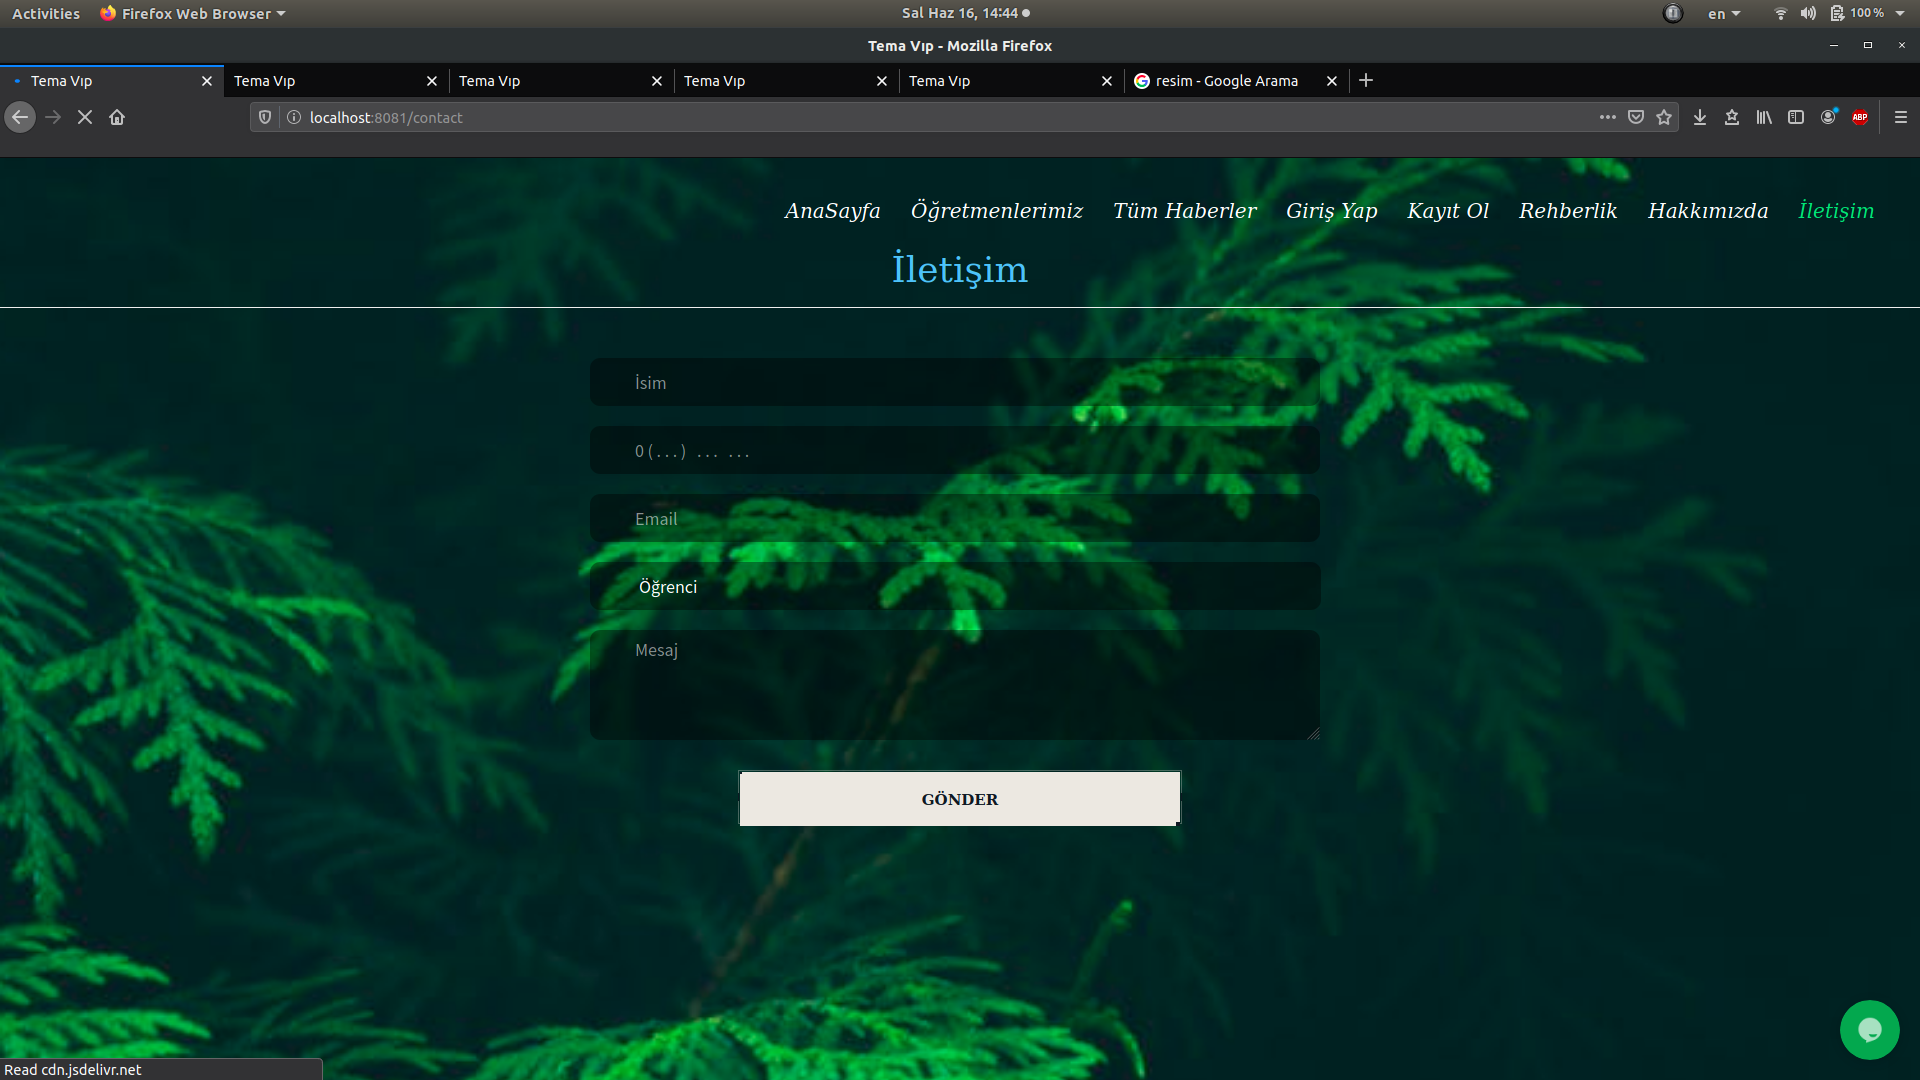 Activities Firefox Web Browser Sal Haz 16, 14:44 en 100 %
Tema Vıp - Mozilla Firefox
Tema Vıp Tema Vıp Tema Vıp Tema Vıp Tema Vıp resim - Google Arama
localhost:8081/contact ABP
AnaSayfa Öğretmenlerimiz Tüm Haberler Giriş Yap Kayıt Ol Rehberlik Hakkımızda İletişim
İletişim
İsim
0 (...) ... ...
Email
Öğrenci
Mesaj
GÖNDER
Read cdn.jsdelivr.net